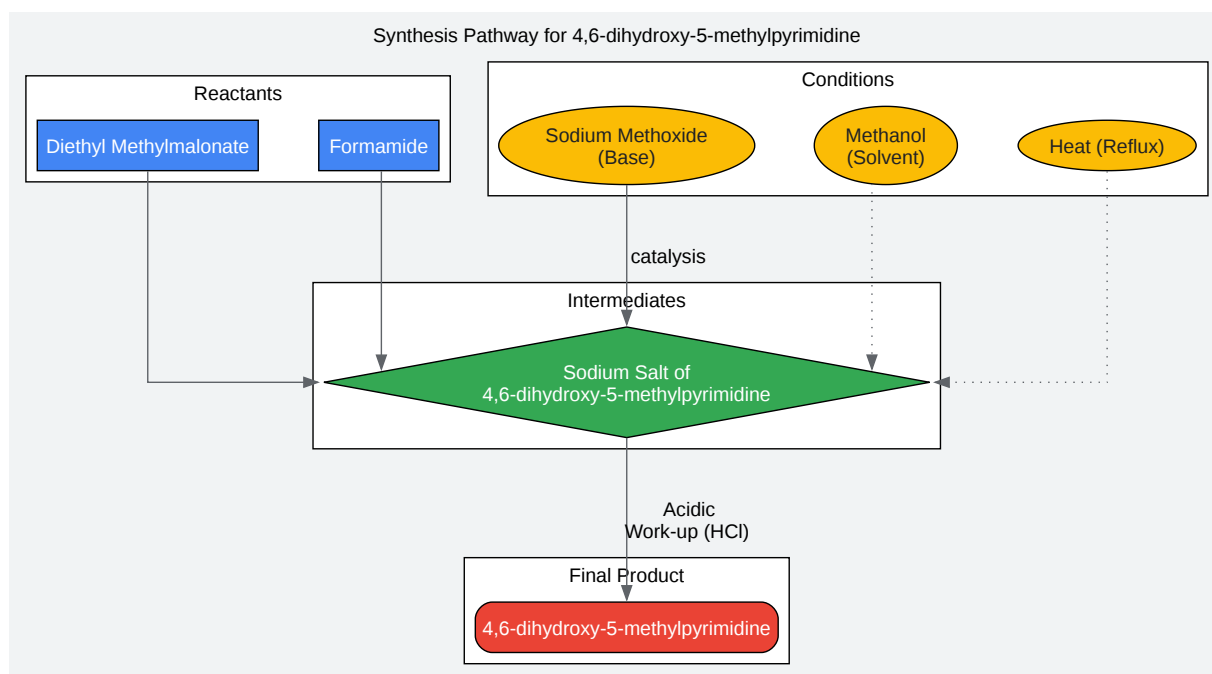 Synthesis Pathway for 4,6-dihydroxy-5-methylpyrimidine
Reactants
Diethyl Methylmalonate
Formamide
Conditions
Sodium Methoxide
(Base)
Methanol
(Solvent)
Heat (Reflux)
catalysis
Intermediates
Sodium Salt of
4,6-dihydroxy-5-methylpyrimidine
Acidic
Work-up (HCl)
Final Product
4,6-dihydroxy-5-methylpyrimidine